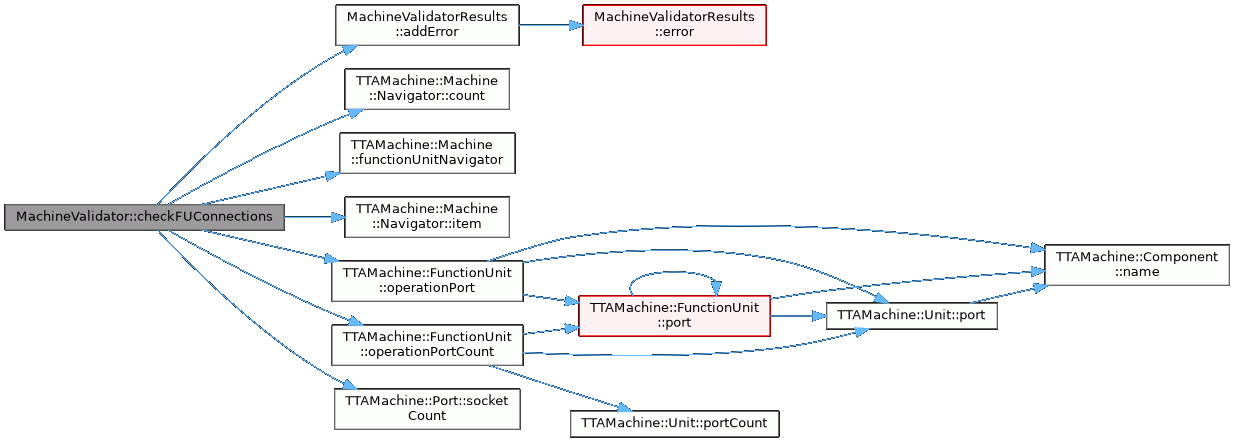 MachineValidatorResults
::addError
MachineValidatorResults
::error
TTAMachine::Machine
::Navigator::count
TTAMachine::Machine
::functionUnitNavigator
MachineValidator::checkFUConnections
TTAMachine::Machine
::Navigator::item
TTAMachine::FunctionUnit
::operationPort
TTAMachine::Component
::name
TTAMachine::FunctionUnit
::port
TTAMachine::Unit::port
TTAMachine::FunctionUnit
::operationPortCount
TTAMachine::Port::socket
Count
TTAMachine::Unit::portCount